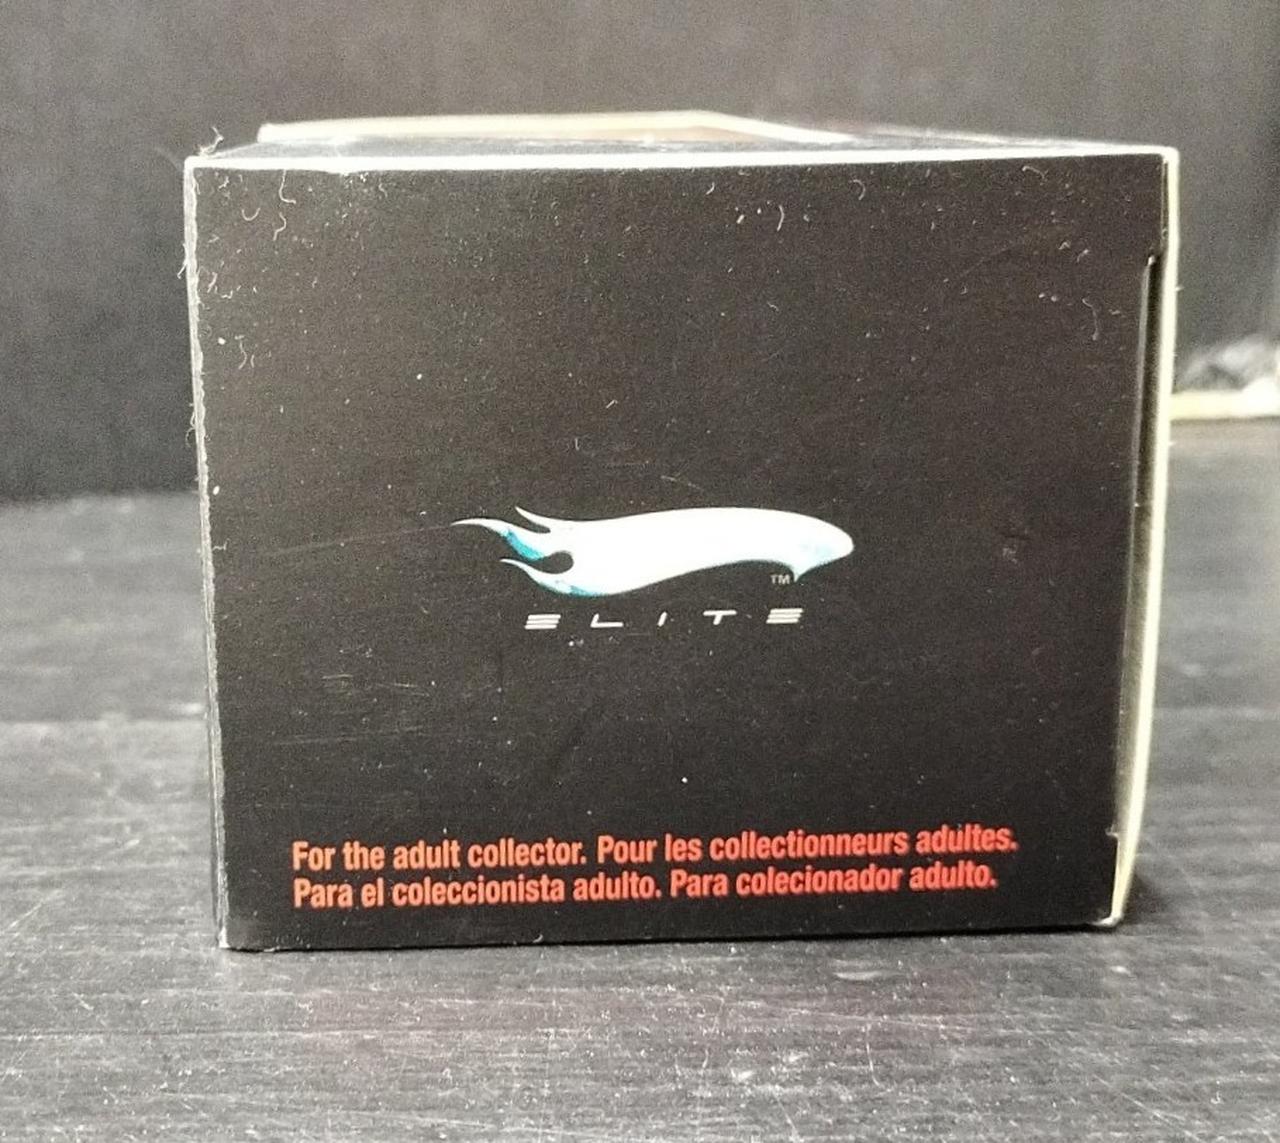 TM
ELITE
For the adult collector. Pour les collectionneurs adultes.
Para el coleccionista adulto. Para colecionador adulto.